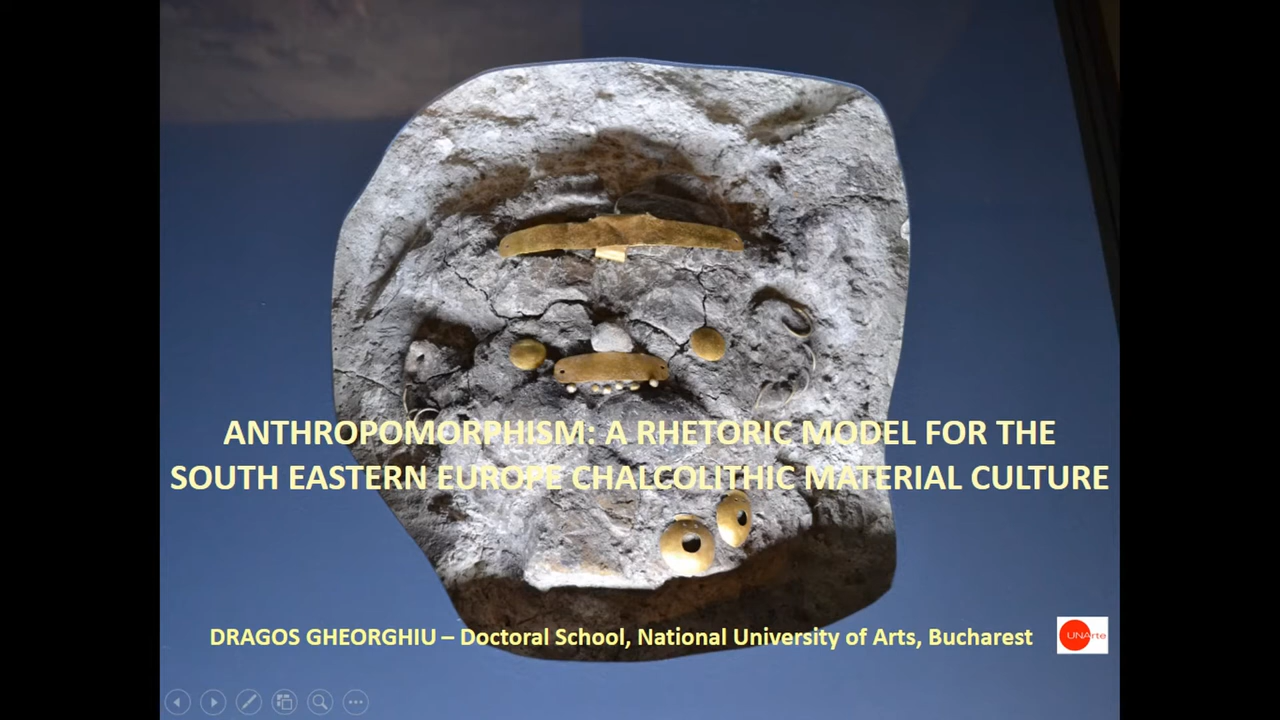 ANTHROPOMORPHISM: A RHETORIC MODEL FOR THE
SOUTH EASTERN EUROPE CHALCOLITHIC MATERIAL CULTURE
DRAGOS GHEORGHIU – Doctoral School, National University of Arts, Bucharest
UNArte